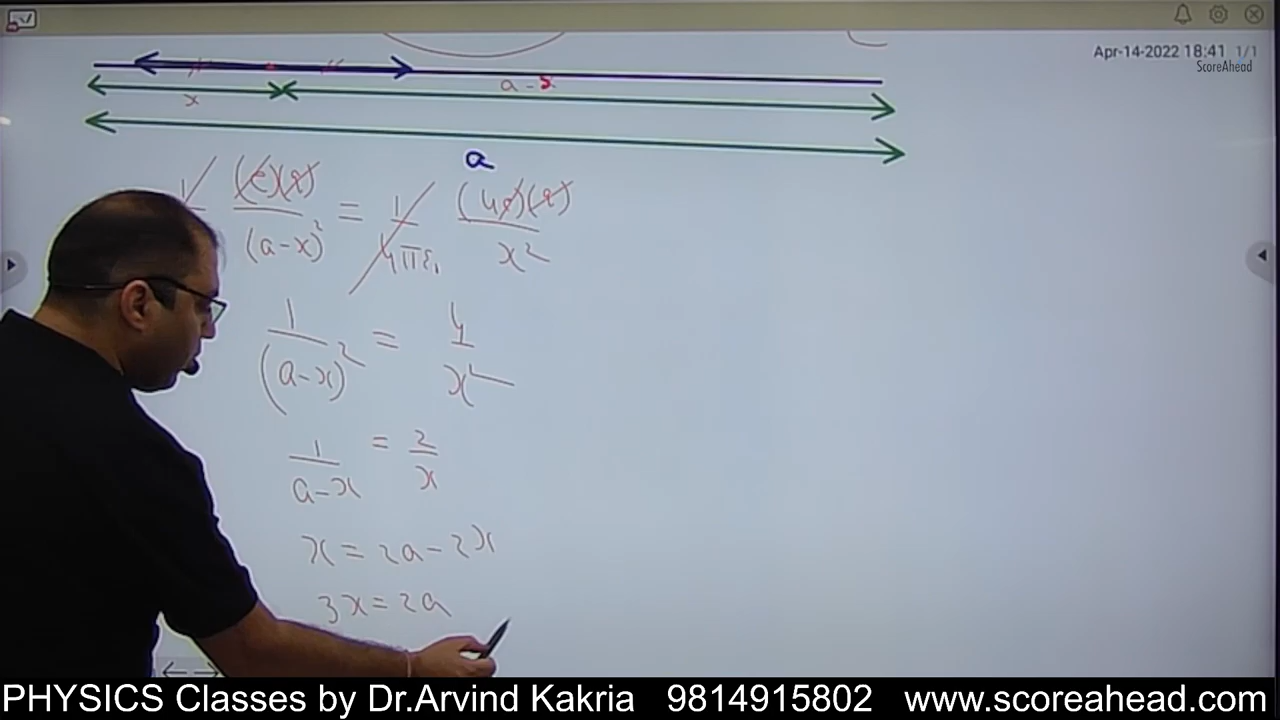 Apr-14-2022 18:41 1/1
ScoreAhead
x
a - x
a
1 (e)(q) / (a-x)² = 1/4πε₀ (4e)(q) / x²
1/(a-x)² = 4/x²
1/a-x = 2/x
x = 2a - 2x
3x = 2a
PHYSICS Classes by Dr.Arvind Kakria 9814915802 www.scoreahead.com